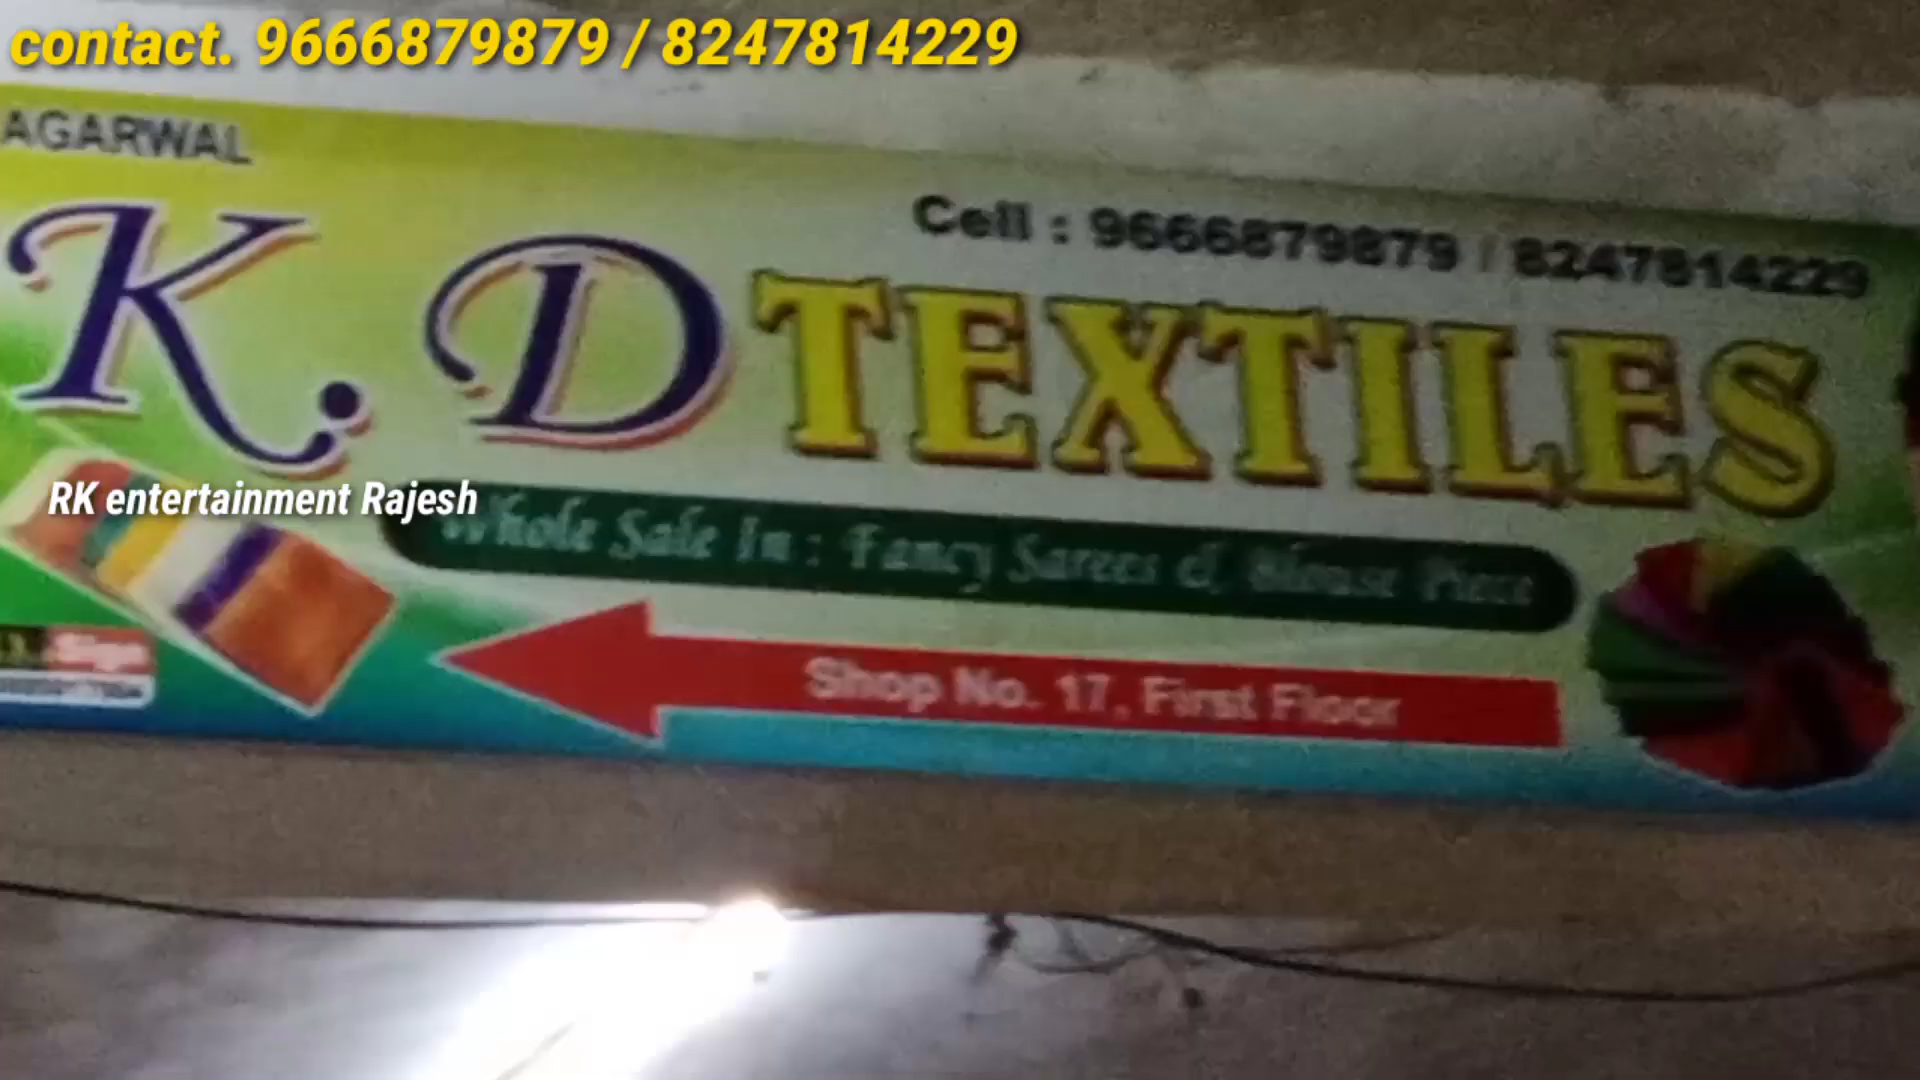 contact. 9666879879 / 8247814229
AGARWAL
Cell : 9666879879 / 8247814229
K. D TEXTILES
RK entertainment Rajesh
Whole Sale In : Fancy Sarees & Blouse Piece
Sign
Shop No. 17, First Floor